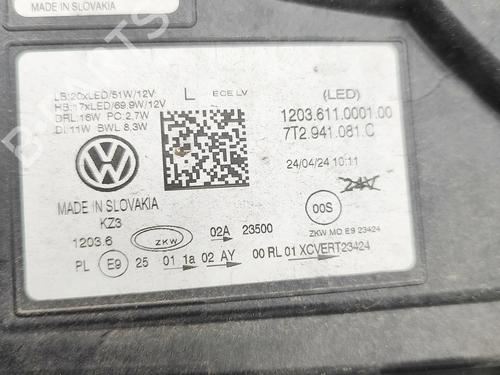 MADE IN SLOVAKIA
LB:20xLED/51W/12V
HB:17xLED/69.9W/12V
DRL:16W PC:2,7W
DI:11W BWL:8,3W
L ECE LV
(LED)
1203.611.0001.00
7T2.941.081.C
24/04/24 10:11
24V
00S
ZKW MO E9 23424
MADE IN SLOVAKIA
KZ3
1203.6 ZKW 02A 23500
PL E9 25 01 1a 02 AY 00 RL 01 XCVERT23424